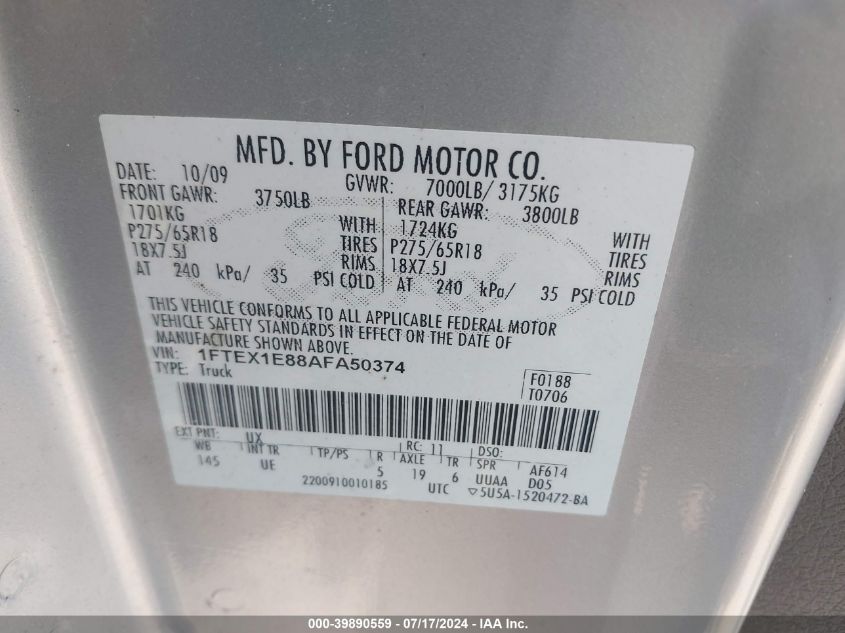 MFD. BY FORD MOTOR CO.
DATE: 10/09 GVWR: 7000LB/ 3175KG
FRONT GAWR: 3750LB REAR GAWR: 3800LB
1701KG WITH 1724KG WITH
P275/65R18 TIRES P275/65R18 TIRES
18X7.5J RIMS 18X7.5J RIMS
AT 240 kPa/ 35 PSI COLD AT 240 kPa/ 35 PSI COLD
THIS VEHICLE CONFORMS TO ALL APPLICABLE FEDERAL MOTOR
VEHICLE SAFETY STANDARDS IN EFFECT ON THE DATE OF
MANUFACTURE SHOWN ABOVE.
VIN: 1FTEX1E88AFA50374
TYPE: Truck
F0188
T0706
EXT PNT: UX RC: 11 DSO:
WB INT TR TP/PS R AXLE TR SPR AF614
145 UE 5 19 6 UUAA D05
2200910010185 UTC ▽5U5A-1520472-BA
000-39890559 - 07/17/2024 - IAA Inc.